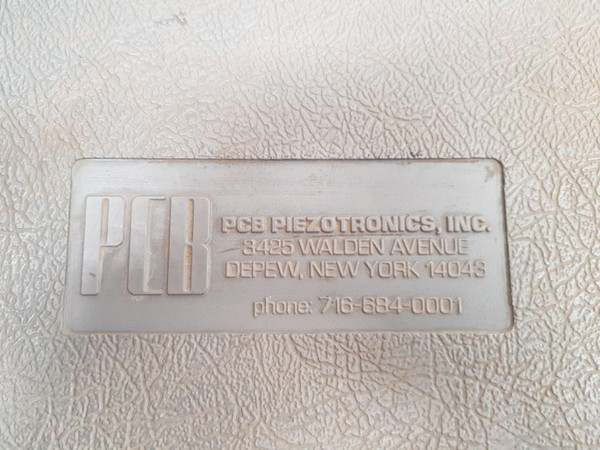 PCB
PCB PIEZOTRONICS, INC.
3425 WALDEN AVENUE
DEPEW, NEW YORK 14043
phone: 716-684-0001